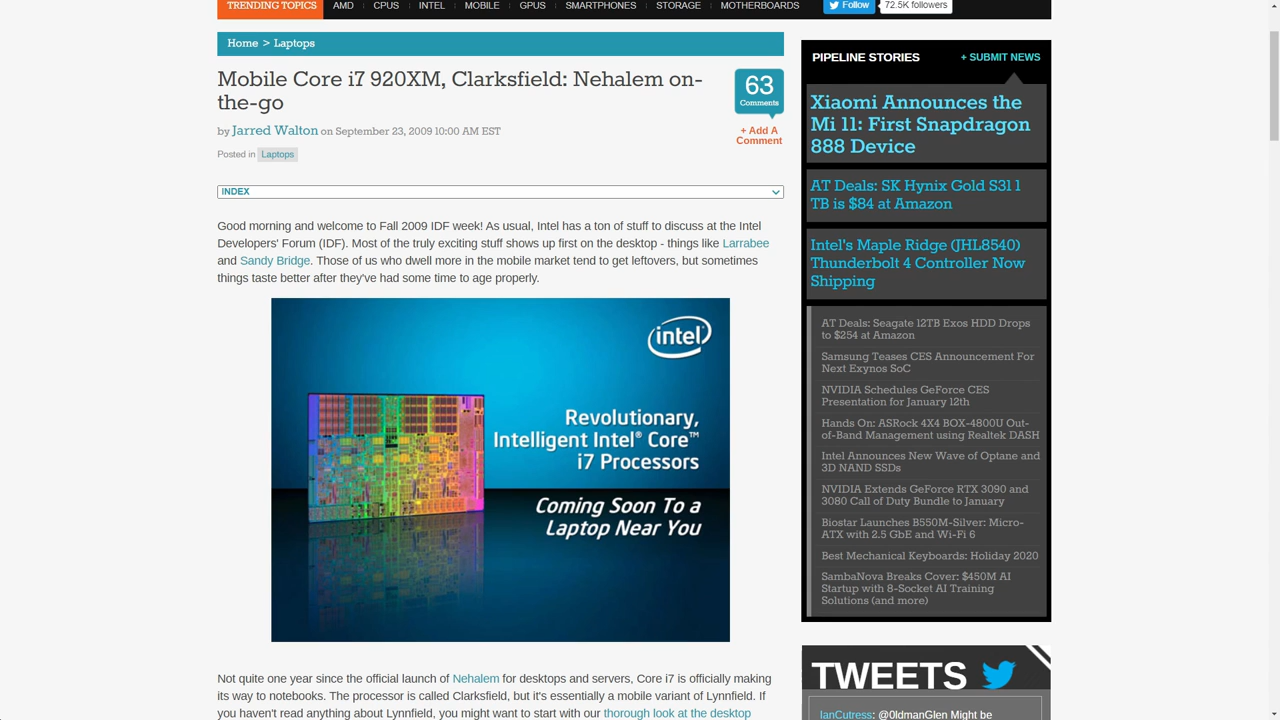 TRENDING TOPICS
AMD
CPUS
INTEL
MOBILE
GPUS
SMARTPHONES
STORAGE
MOTHERBOARDS
Follow
72.5K followers
Home > Laptops
Mobile Core i7 920XM, Clarksfield: Nehalem on-
the-go
by Jarred Walton on September 23, 2009 10:00 AM EST
Posted in Laptops
63
Comments
+ Add A
Comment
INDEX
Good morning and welcome to Fall 2009 IDF week! As usual, Intel has a ton of stuff to discuss at the Intel
Developers' Forum (IDF). Most of the truly exciting stuff shows up first on the desktop - things like Larrabee
and Sandy Bridge. Those of us who dwell more in the mobile market tend to get leftovers, but sometimes
things taste better after they've had some time to age properly.
intel
Revolutionary,
Intelligent Intel® Core™
i7 Processors
Coming Soon To a
Laptop Near You
Not quite one year since the official launch of Nehalem for desktops and servers, Core i7 is officially making
its way to notebooks. The processor is called Clarksfield, but it's essentially a mobile variant of Lynnfield. If
you haven't read anything about Lynnfield, you might want to start with our thorough look at the desktop
PIPELINE STORIES
+ SUBMIT NEWS
Xiaomi Announces the
Mi 11: First Snapdragon
888 Device
AT Deals: SK Hynix Gold S31 1
TB is $84 at Amazon
Intel's Maple Ridge (JHL8540)
Thunderbolt 4 Controller Now
Shipping
AT Deals: Seagate 12TB Exos HDD Drops
to $254 at Amazon
Samsung Teases CES Announcement For
Next Exynos SoC
NVIDIA Schedules GeForce CES
Presentation for January 12th
Hands On: ASRock 4X4 BOX-4800U Out-
of-Band Management using Realtek DASH
Intel Announces New Wave of Optane and
3D NAND SSDs
NVIDIA Extends GeForce RTX 3090 and
3080 Call of Duty Bundle to January
Biostar Launches B550M-Silver: Micro-
ATX with 2.5 GbE and Wi-Fi 6
Best Mechanical Keyboards: Holiday 2020
SambaNova Breaks Cover: $450M AI
Startup with 8-Socket AI Training
Solutions (and more)
TWEETS
IanCutress: @0ldmanGlen Might be